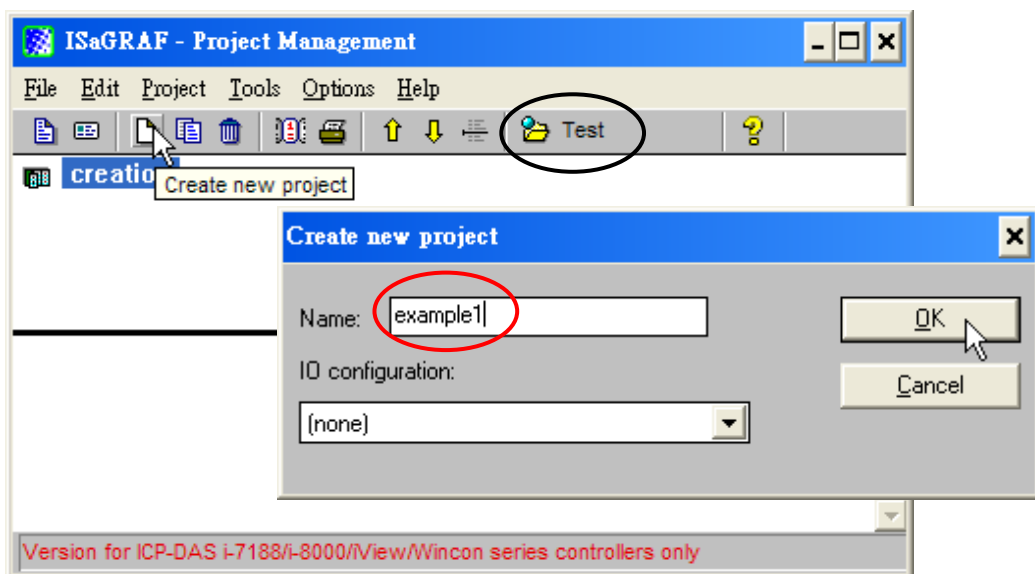 ISaGRAF - Project Management
File Edit Project Tools Options Help
Test
creatio
Create new project
Create new project
Name: example1
OK
IO configuration:
Cancel
(none)
Version for ICP-DAS i-7188/i-8000/iView/Wincon series controllers only